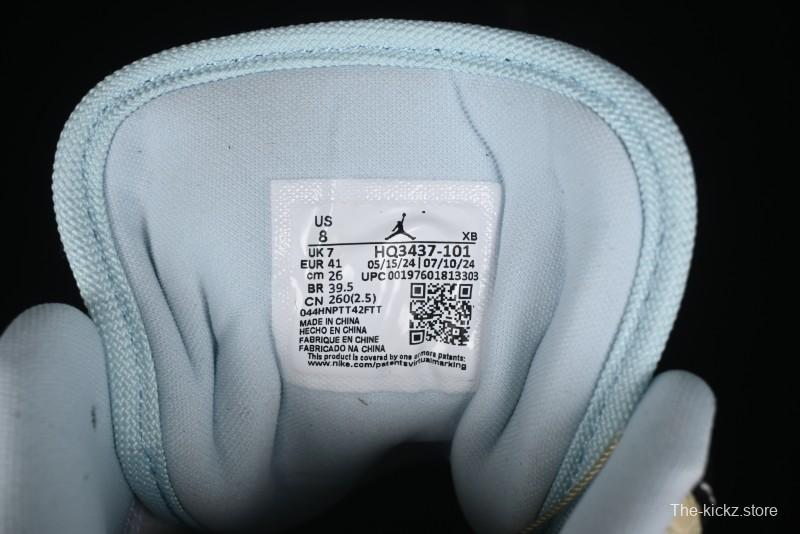 US
8
XB
UK 7
HQ3437-101
EUR 41
05/15/24 | 07/10/24
cm 26
UPC 00197601813303
BR 39.5
CN 260(2.5)
044HNPTT42FTT
MADE IN CHINA
HECHO EN CHINA
FABRIQUE EN CHINE
FABRICADO NA CHINA
This product is covered by one or more patents:
www.nike.com/patentsvirtualmarking
The-kickz.store